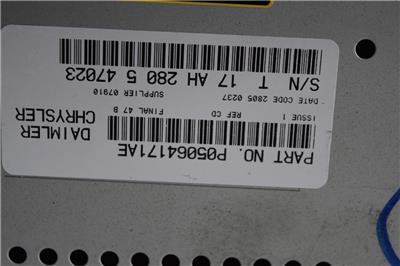 PART NO. P05064171AE
DAIMLER
CHRYSLER
ISSUE 1 REF CD FINAL 47 B
DATE CODE 2805 0237 SUPPLIER 07910
S/N T 17 AH 280 5 47023